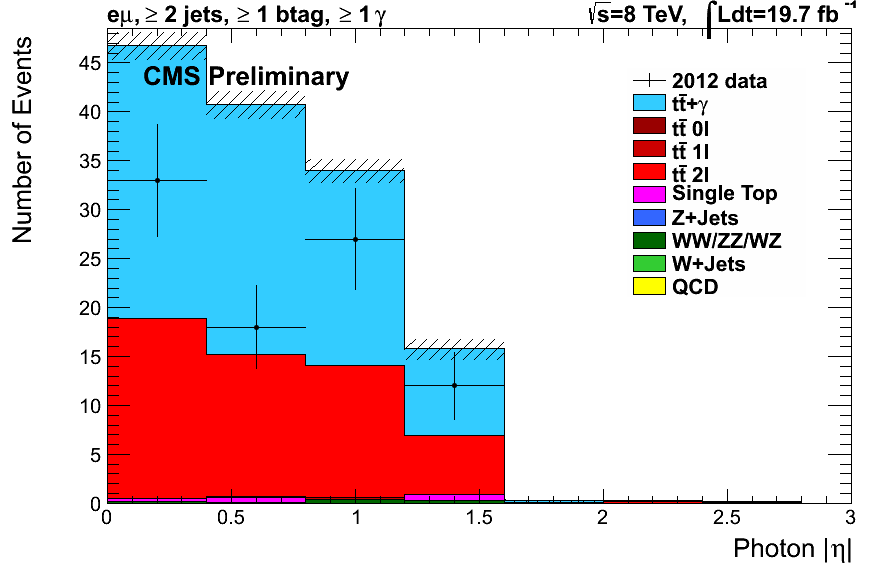 eμ, ≥ 2 jets, ≥ 1 btag, ≥ 1 γ
√s=8 TeV, ∫Ldt=19.7 fb⁻¹
CMS Preliminary
2012 data
tt̄+γ
tt̄ 0l
tt̄ 1l
tt̄ 2l
Single Top
Z+Jets
WW/ZZ/WZ
W+Jets
QCD
Number of Events
45
40
35
30
25
20
15
10
5
0
0 0.5 1 1.5 2 2.5 3
Photon |η|